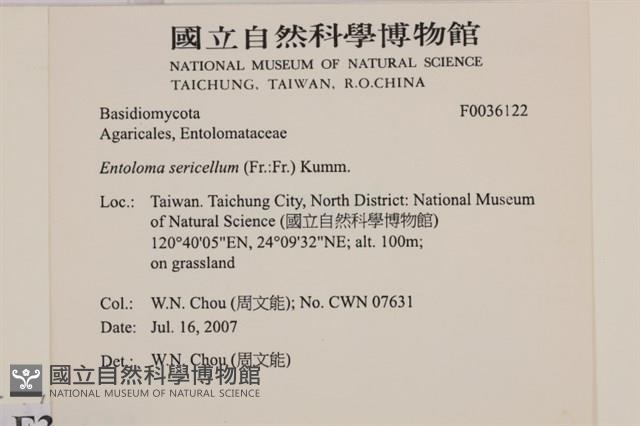 國立自然科學博物館
NATIONAL MUSEUM OF NATURAL SCIENCE
TAICHUNG, TAIWAN, R.O.CHINA
Basidiomycota F0036122
Agaricales, Entolomataceae
Entoloma sericellum (Fr.:Fr.) Kumm.
Loc.: Taiwan. Taichung City, North District: National Museum
of Natural Science (國立自然科學博物館)
120°40'05"EN, 24°09'32"NE; alt. 100m;
on grassland
Col.: W.N. Chou (周文能); No. CWN 07631
Date: Jul. 16, 2007
Det.: W.N. Chou (周文能)
國立自然科學博物館
NATIONAL MUSEUM OF NATURAL SCIENCE